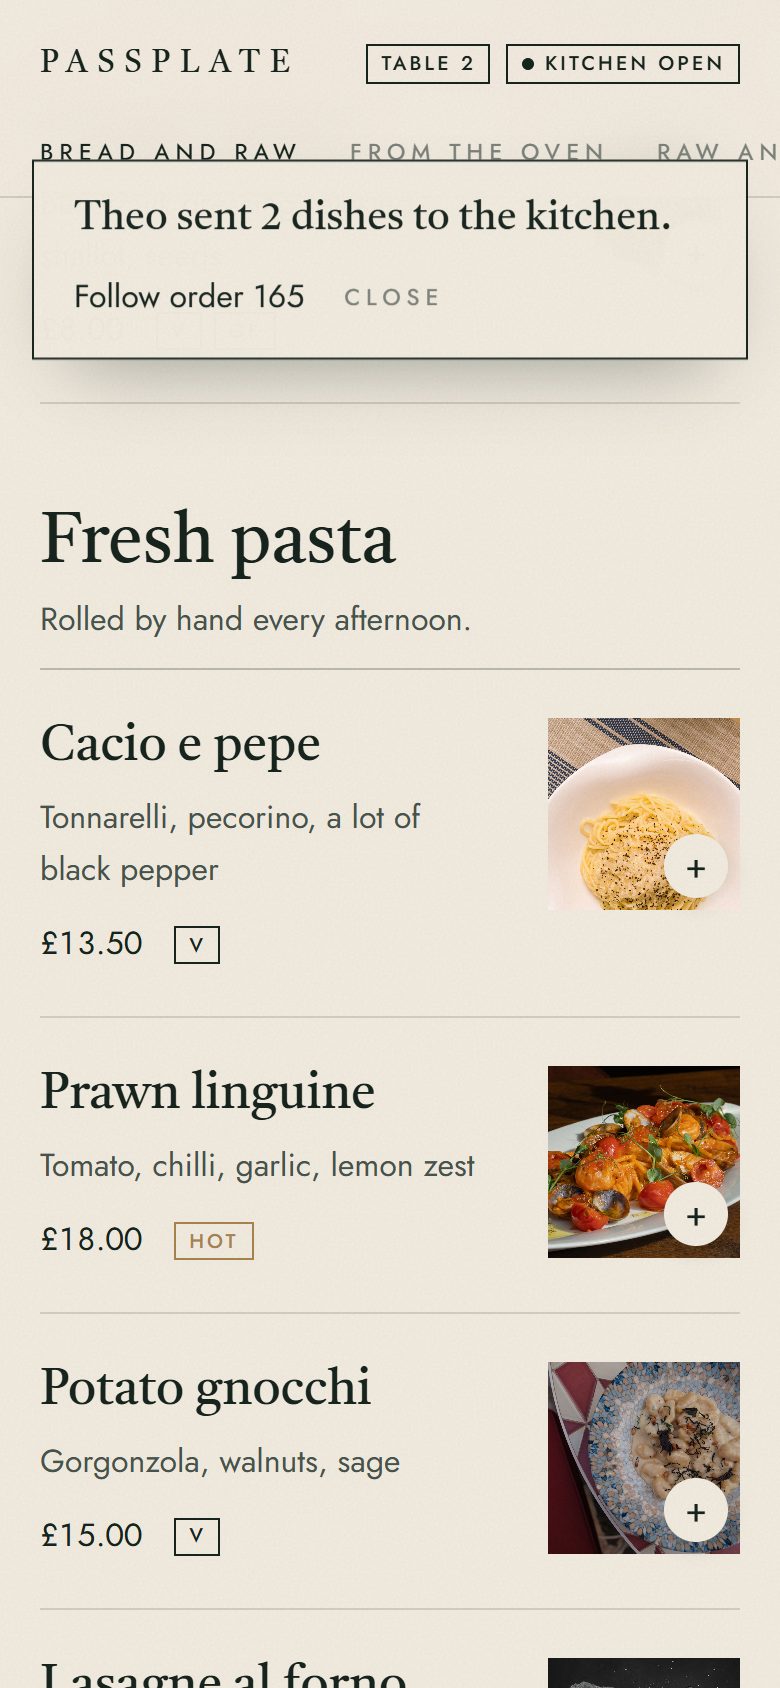 PASSPLATE
TABLE 2
KITCHEN OPEN
BREAD AND RAW FROM THE OVEN RAW AN
Theo sent 2 dishes to the kitchen.
Follow order 165 CLOSE
Fresh pasta
Rolled by hand every afternoon.
Cacio e pepe
Tonnarelli, pecorino, a lot of
black pepper
+
£13.50 V
Prawn linguine
Tomato, chilli, garlic, lemon zest
+
£18.00 HOT
Potato gnocchi
Gorgonzola, walnuts, sage
+
£15.00 V
Lasagne al forno